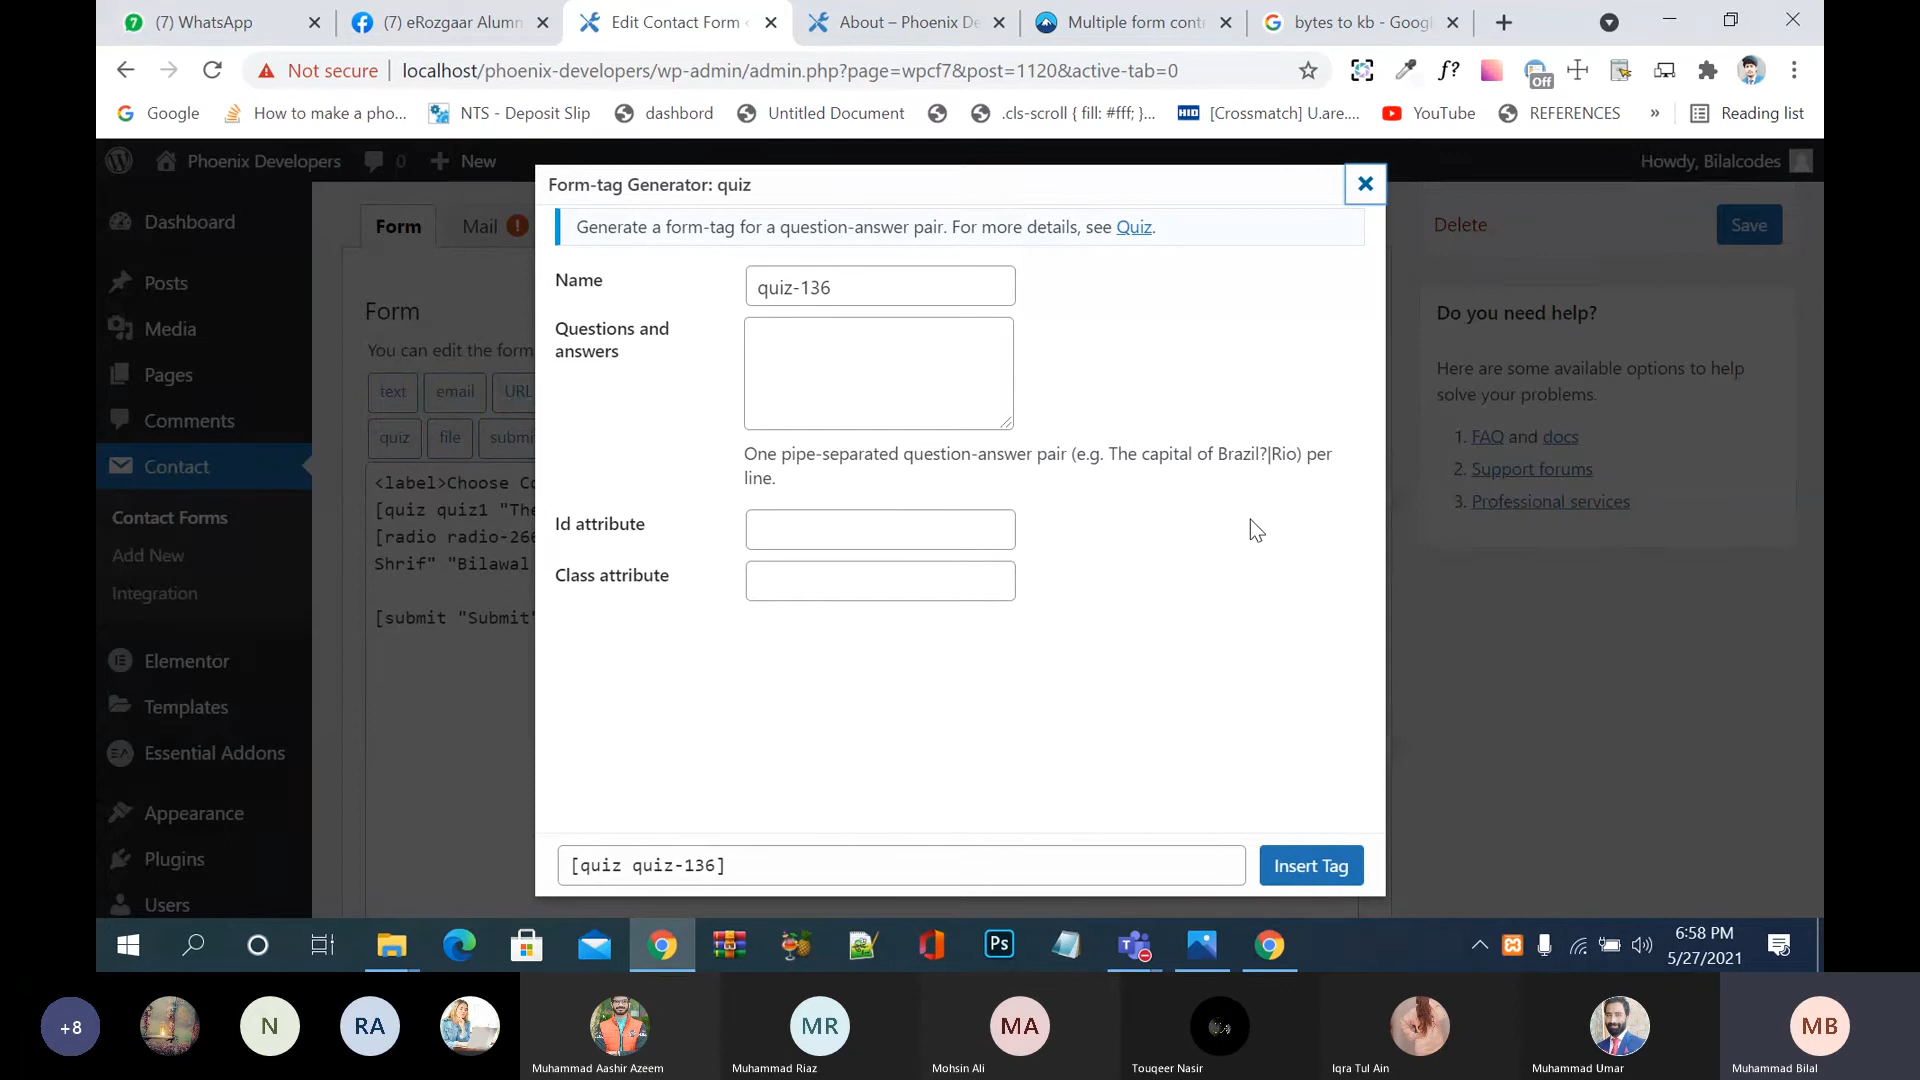 (7) WhatsApp
(7) eRozgaar Alumn
Edit Contact Form
About – Phoenix De
Multiple form cont
bytes to kb - Googl
Not secure
localhost/phoenix-developers/wp-admin/admin.php?page=wpcf7&post=1120&active-tab=0
f?
Off
Google
How to make a pho...
NTS - Deposit Slip
dashbord
Untitled Document
.cls-scroll { fill: #fff; }...
HID
[Crossmatch] U.are....
YouTube
REFERENCES
»
Reading list
Phoenix Developers
0
New
Howdy, Bilalcodes
Dashboard
Posts
Media
Pages
Comments
Contact
Contact Forms
Add New
Integration
Elementor
Templates
Essential Addons
Appearance
Plugins
Users
Form
Mail
Form
You can edit the form
text
email
URL
quiz
file
submi
<label>Choose Co
[quiz quiz1 "The
[radio radio-266
Shrif" "Bilawal
[submit "Submit"
Form-tag Generator: quiz
Generate a form-tag for a question-answer pair. For more details, see Quiz.
Name
quiz-136
Questions and
answers
One pipe-separated question-answer pair (e.g. The capital of Brazil?|Rio) per
line.
Id attribute
Class attribute
[quiz quiz-136]
Insert Tag
Delete
Save
Do you need help?
Here are some available options to help
solve your problems.
1. FAQ and docs
2. Support forums
3. Professional services
Ps
6:58 PM
5/27/2021
+8
N
RA
MR
MA
MB
Muhammad Aashir Azeem
Muhammad Riaz
Mohsin Ali
Touqeer Nasir
Iqra Tul Ain
Muhammad Umar
Muhammad Bilal